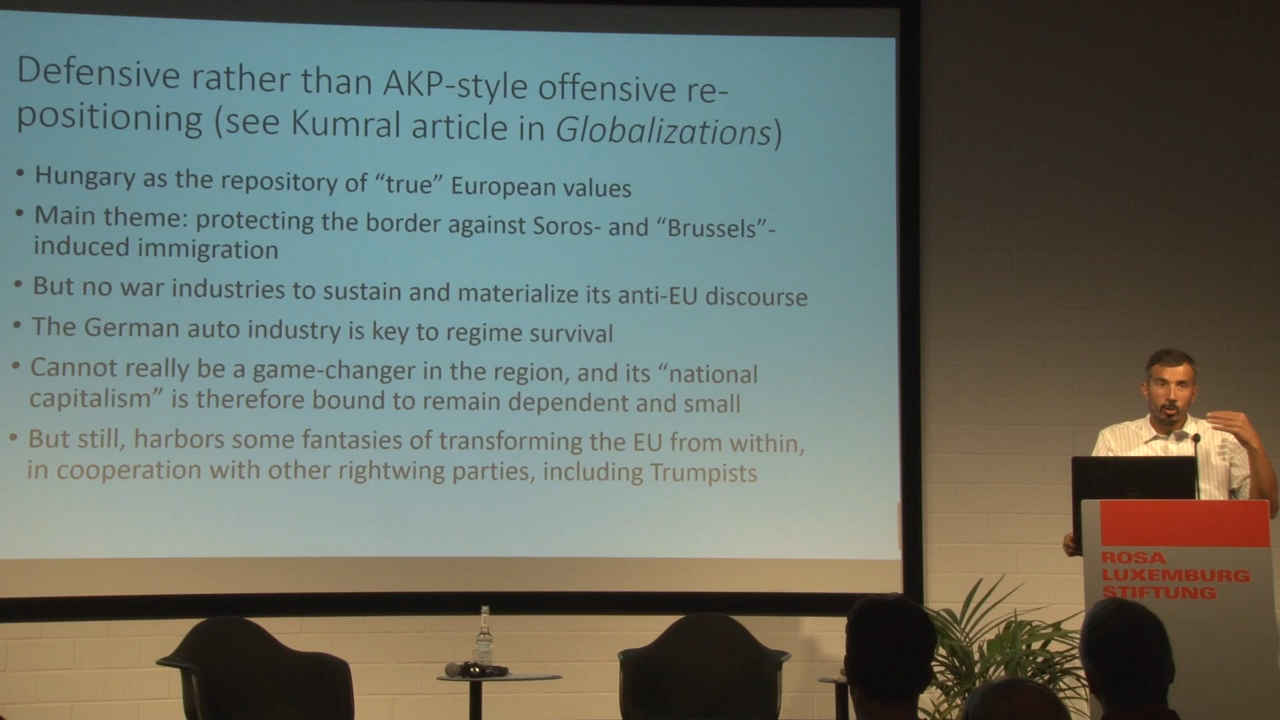 Defensive rather than AKP-style offensive re-
positioning (see Kumral article in Globalizations)
• Hungary as the repository of “true” European values
• Main theme: protecting the border against Soros- and “Brussels”-
induced immigration
• But no war industries to sustain and materialize its anti-EU discourse
• The German auto industry is key to regime survival
• Cannot really be a game-changer in the region, and its “national
capitalism” is therefore bound to remain dependent and small
• But still, harbors some fantasies of transforming the EU from within,
in cooperation with other rightwing parties, including Trumpists
ROSA
LUXEMBURG
STIFTUNG